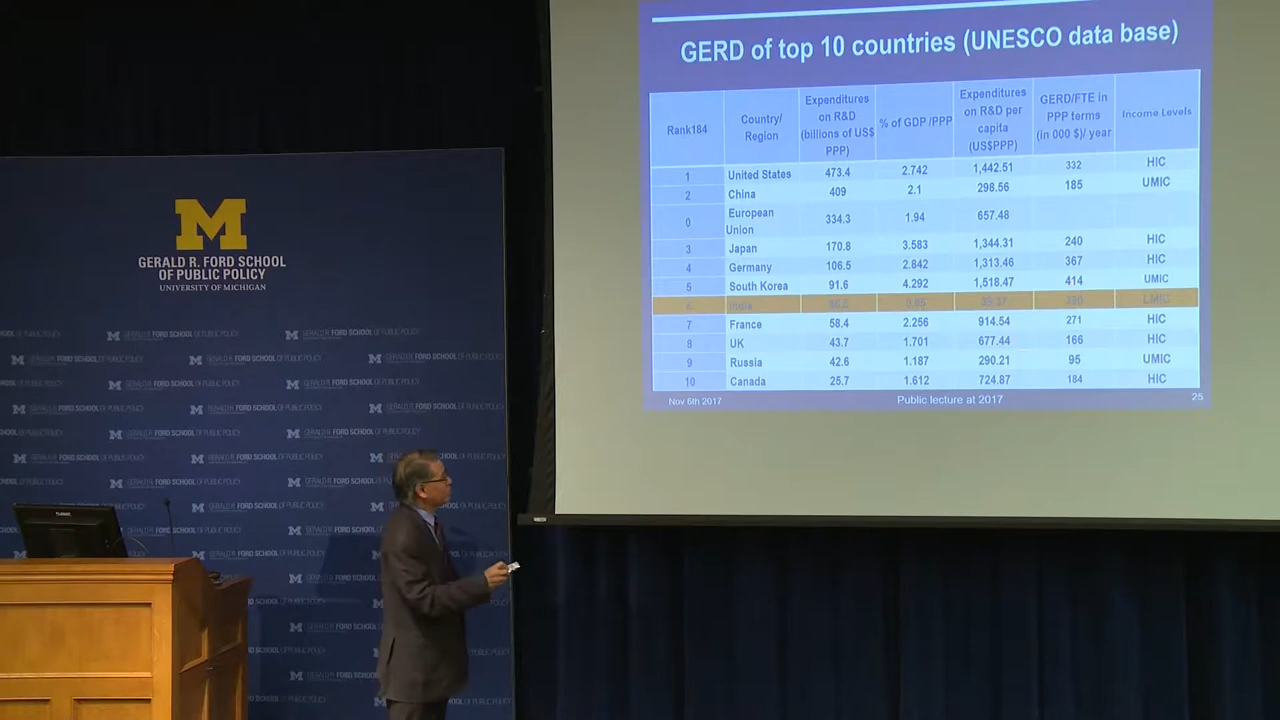 GERD of top 10 countries (UNESCO data base)
Rank184 Country/ Region Expenditures on R&D (billions of US$ PPP) % of GDP /PPP Expenditures on R&D per capita (US$PPP) GERD/FTE in PPP terms (in 000 $)/ year Income Levels
1 United States 473.4 2.742 1,442.51 332 HIC
2 China 409 2.1 298.56 185 UMIC
0 European Union 334.3 1.94 657.48
3 Japan 170.8 3.583 1,344.31 240 HIC
4 Germany 106.5 2.842 1,313.46 367 HIC
5 South Korea 91.6 4.292 1,518.47 414 UMIC
India LMIC
7 France 58.4 2.256 914.54 271 HIC
8 UK 43.7 1.701 677.44 166 HIC
9 Russia 42.6 1.187 290.21 95 UMIC
10 Canada 25.7 1.612 724.87 184 HIC
Nov 6th 2017 Public lecture at 2017 25
M
GERALD R. FORD SCHOOL
OF PUBLIC POLICY
UNIVERSITY OF MICHIGAN
M GERALD R. FORD SCHOOL OF PUBLIC POLICY